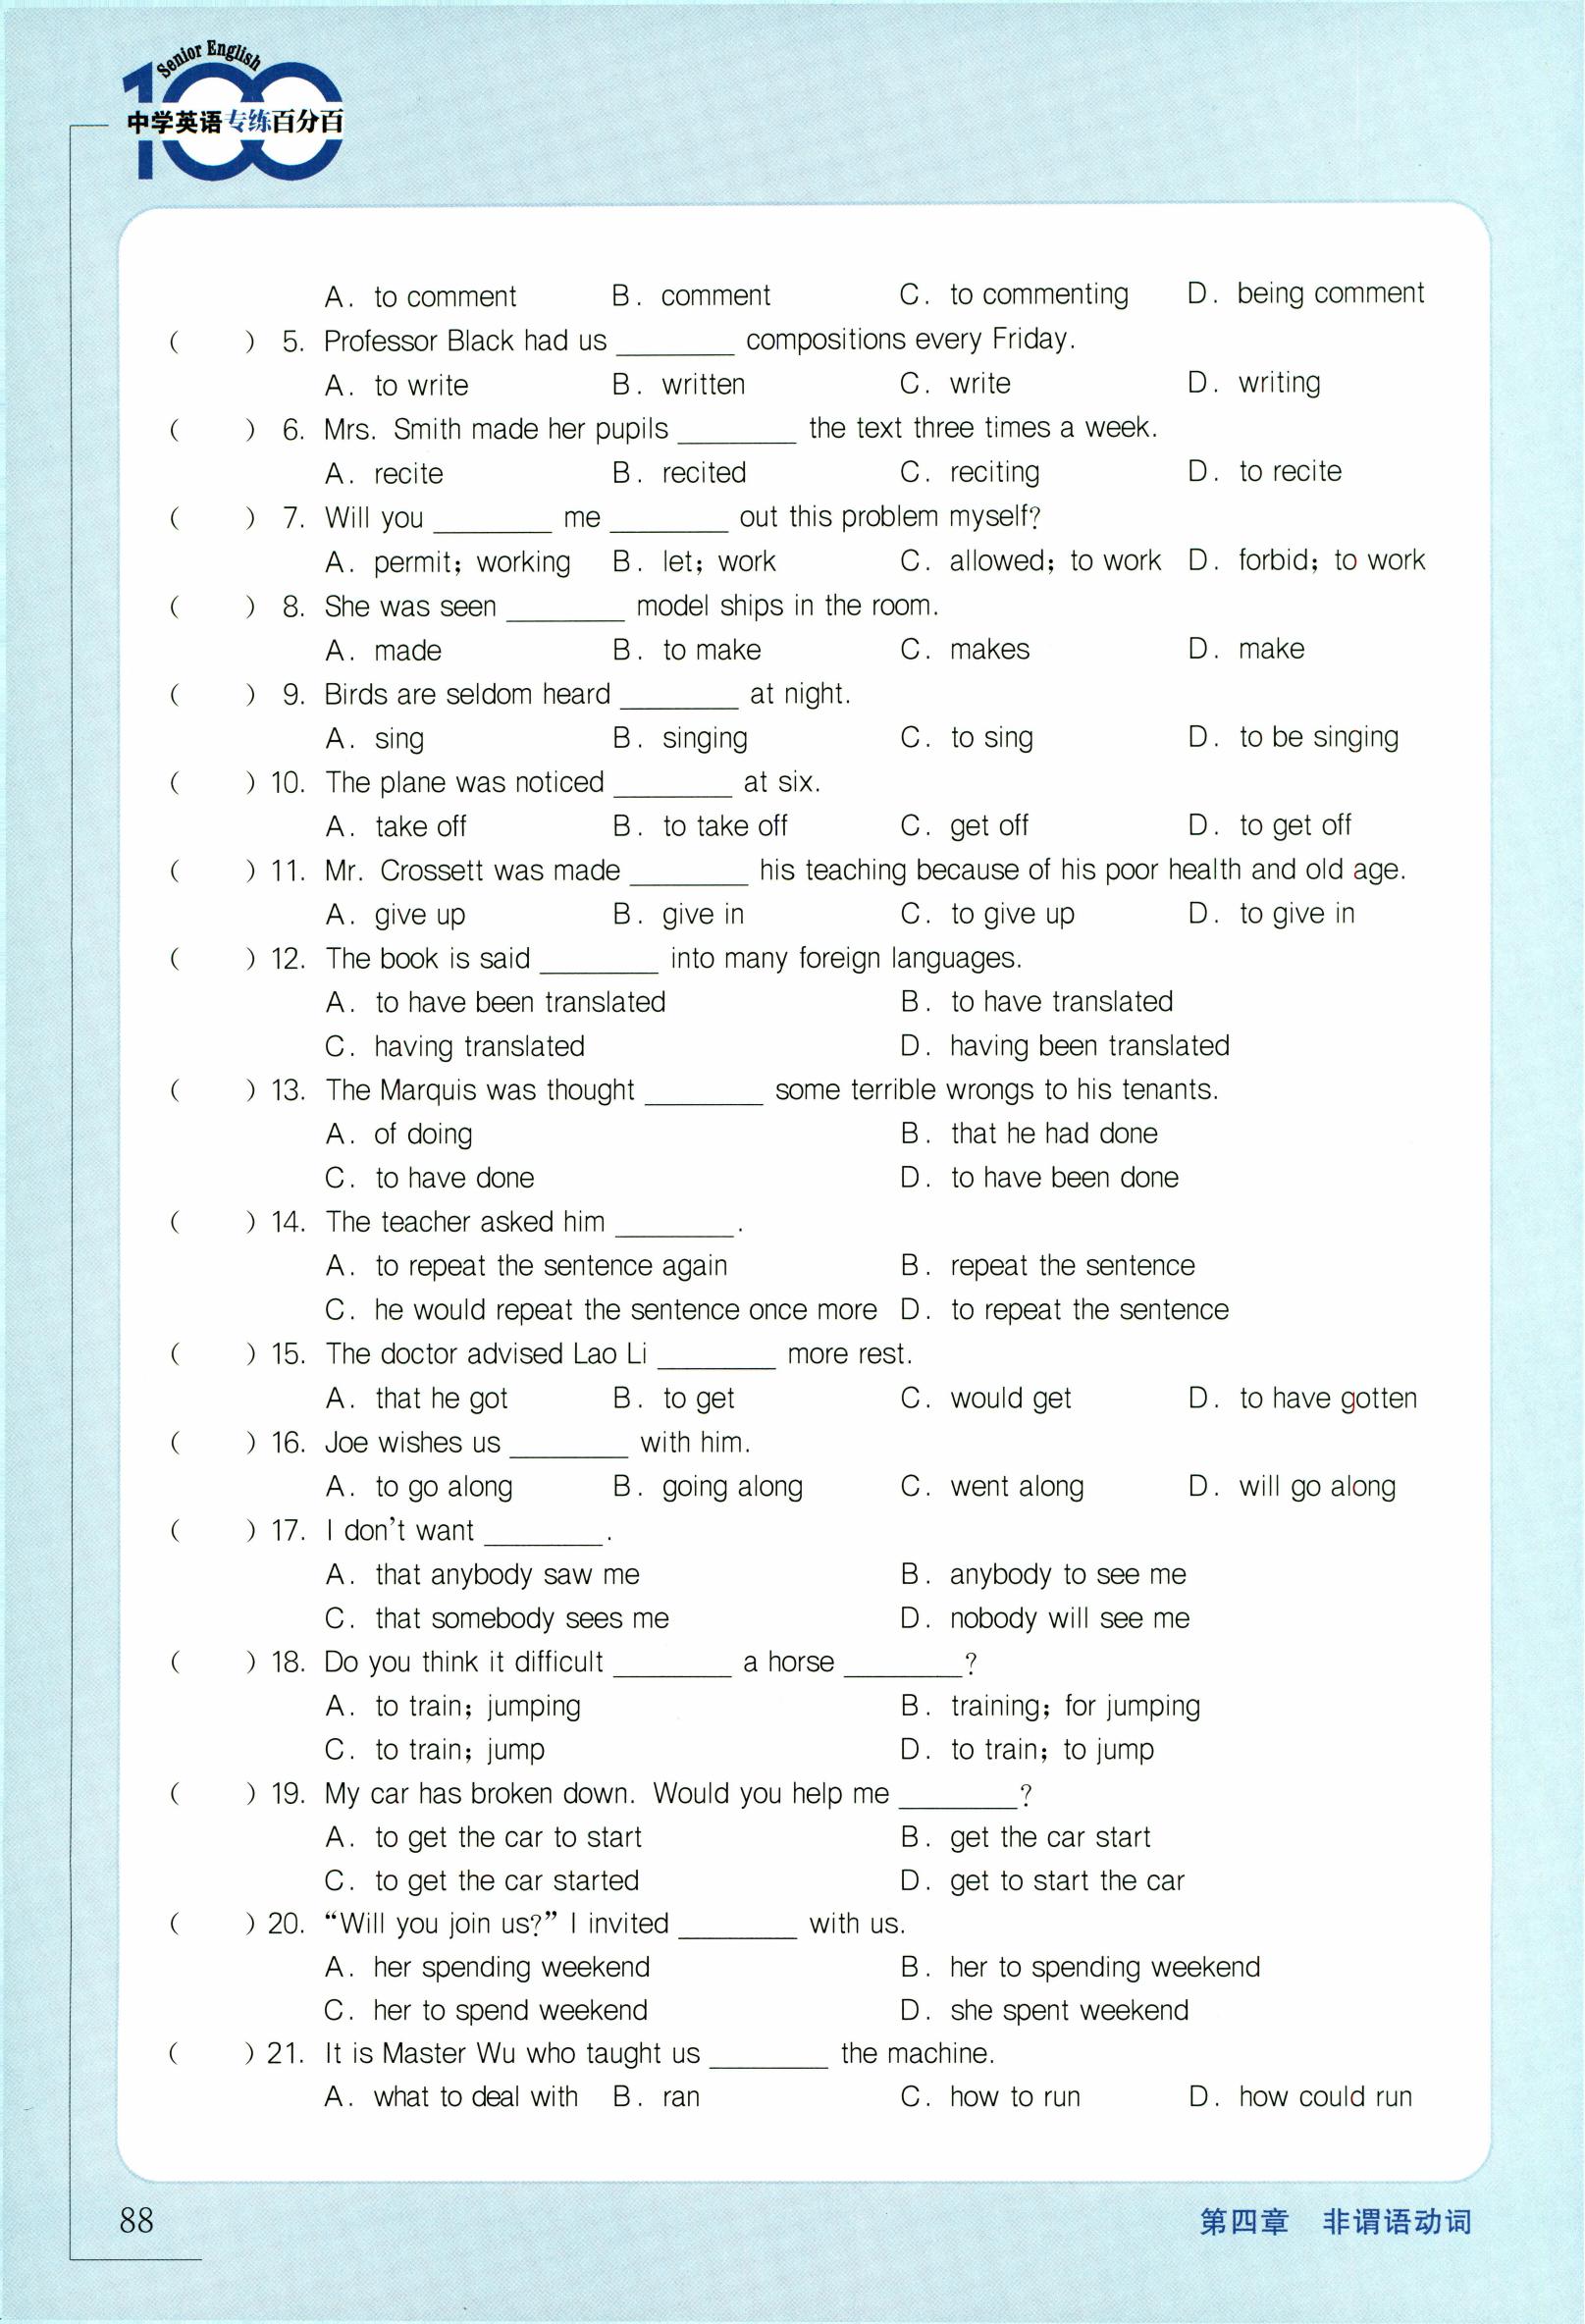 Senior English
100
中学英语专练百分百
A. to comment B. comment C. to commenting D. being comment
( ) 5. Professor Black had us ________ compositions every Friday.
A. to write B. written C. write D. writing
( ) 6. Mrs. Smith made her pupils ________ the text three times a week.
A. recite B. recited C. reciting D. to recite
( ) 7. Will you ________ me ________ out this problem myself?
A. permit; working B. let; work C. allowed; to work D. forbid; to work
( ) 8. She was seen ________ model ships in the room.
A. made B. to make C. makes D. make
( ) 9. Birds are seldom heard ________ at night.
A. sing B. singing C. to sing D. to be singing
( ) 10. The plane was noticed ________ at six.
A. take off B. to take off C. get off D. to get off
( ) 11. Mr. Crossett was made ________ his teaching because of his poor health and old age.
A. give up B. give in C. to give up D. to give in
( ) 12. The book is said ________ into many foreign languages.
A. to have been translated B. to have translated
C. having translated D. having been translated
( ) 13. The Marquis was thought ________ some terrible wrongs to his tenants.
A. of doing B. that he had done
C. to have done D. to have been done
( ) 14. The teacher asked him ________.
A. to repeat the sentence again B. repeat the sentence
C. he would repeat the sentence once more D. to repeat the sentence
( ) 15. The doctor advised Lao Li ________ more rest.
A. that he got B. to get C. would get D. to have gotten
( ) 16. Joe wishes us ________ with him.
A. to go along B. going along C. went along D. will go along
( ) 17. I don't want ________.
A. that anybody saw me B. anybody to see me
C. that somebody sees me D. nobody will see me
( ) 18. Do you think it difficult ________ a horse ________?
A. to train; jumping B. training; for jumping
C. to train; jump D. to train; to jump
( ) 19. My car has broken down. Would you help me ________?
A. to get the car to start B. get the car start
C. to get the car started D. get to start the car
( ) 20. “Will you join us?” I invited ________ with us.
A. her spending weekend B. her to spending weekend
C. her to spend weekend D. she spent weekend
( ) 21. It is Master Wu who taught us ________ the machine.
A. what to deal with B. ran C. how to run D. how could run
88 第四章 非谓语动词